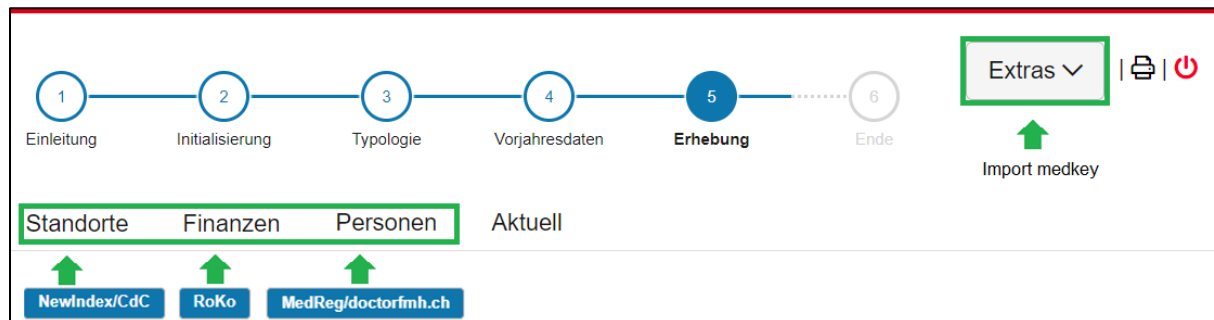 Extras
1 2 3 4 5 6
Einleitung Initialisierung Typologie Vorjahresdaten Erhebung Ende
Import medkey
Standorte Finanzen Personen Aktuell
NewIndex/CdC RoKo MedReg/doctorfmh.ch